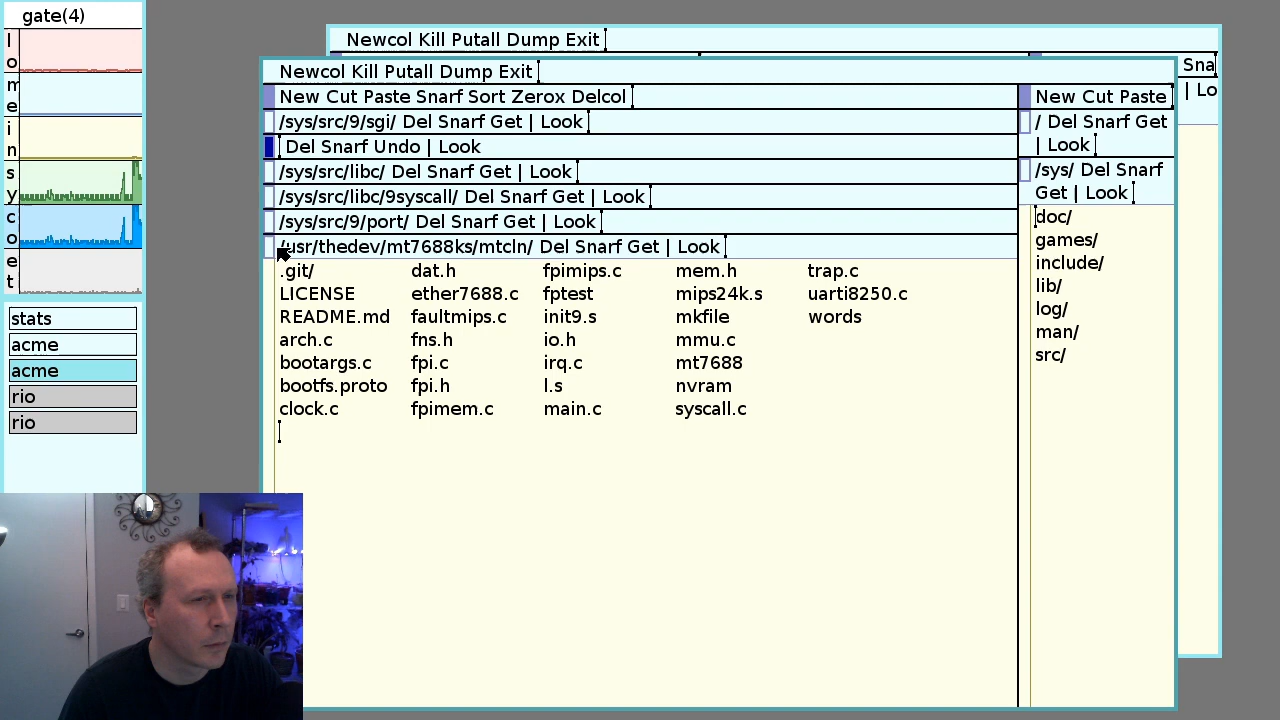 gate(4)
l
o
m
e
i
n
s
y
c
o
e
t
stats
acme
acme
rio
rio
Newcol Kill Putall Dump Exit
Sna
| Lo
Newcol Kill Putall Dump Exit
New Cut Paste Snarf Sort Zerox Delcol
/sys/src/9/sgi/ Del Snarf Get | Look
Del Snarf Undo | Look
/sys/src/libc/ Del Snarf Get | Look
/sys/src/libc/9syscall/ Del Snarf Get | Look
/sys/src/9/port/ Del Snarf Get | Look
/usr/thedev/mt7688ks/mtcln/ Del Snarf Get | Look
.git/ dat.h fpimips.c mem.h trap.c
LICENSE ether7688.c fptest mips24k.s uarti8250.c
README.md faultmips.c init9.s mkfile words
arch.c fns.h io.h mmu.c
bootargs.c fpi.c irq.c mt7688
bootfs.proto fpi.h l.s nvram
clock.c fpimem.c main.c syscall.c
New Cut Paste
/ Del Snarf Get
| Look
/sys/ Del Snarf
Get | Look
doc/
games/
include/
lib/
log/
man/
src/